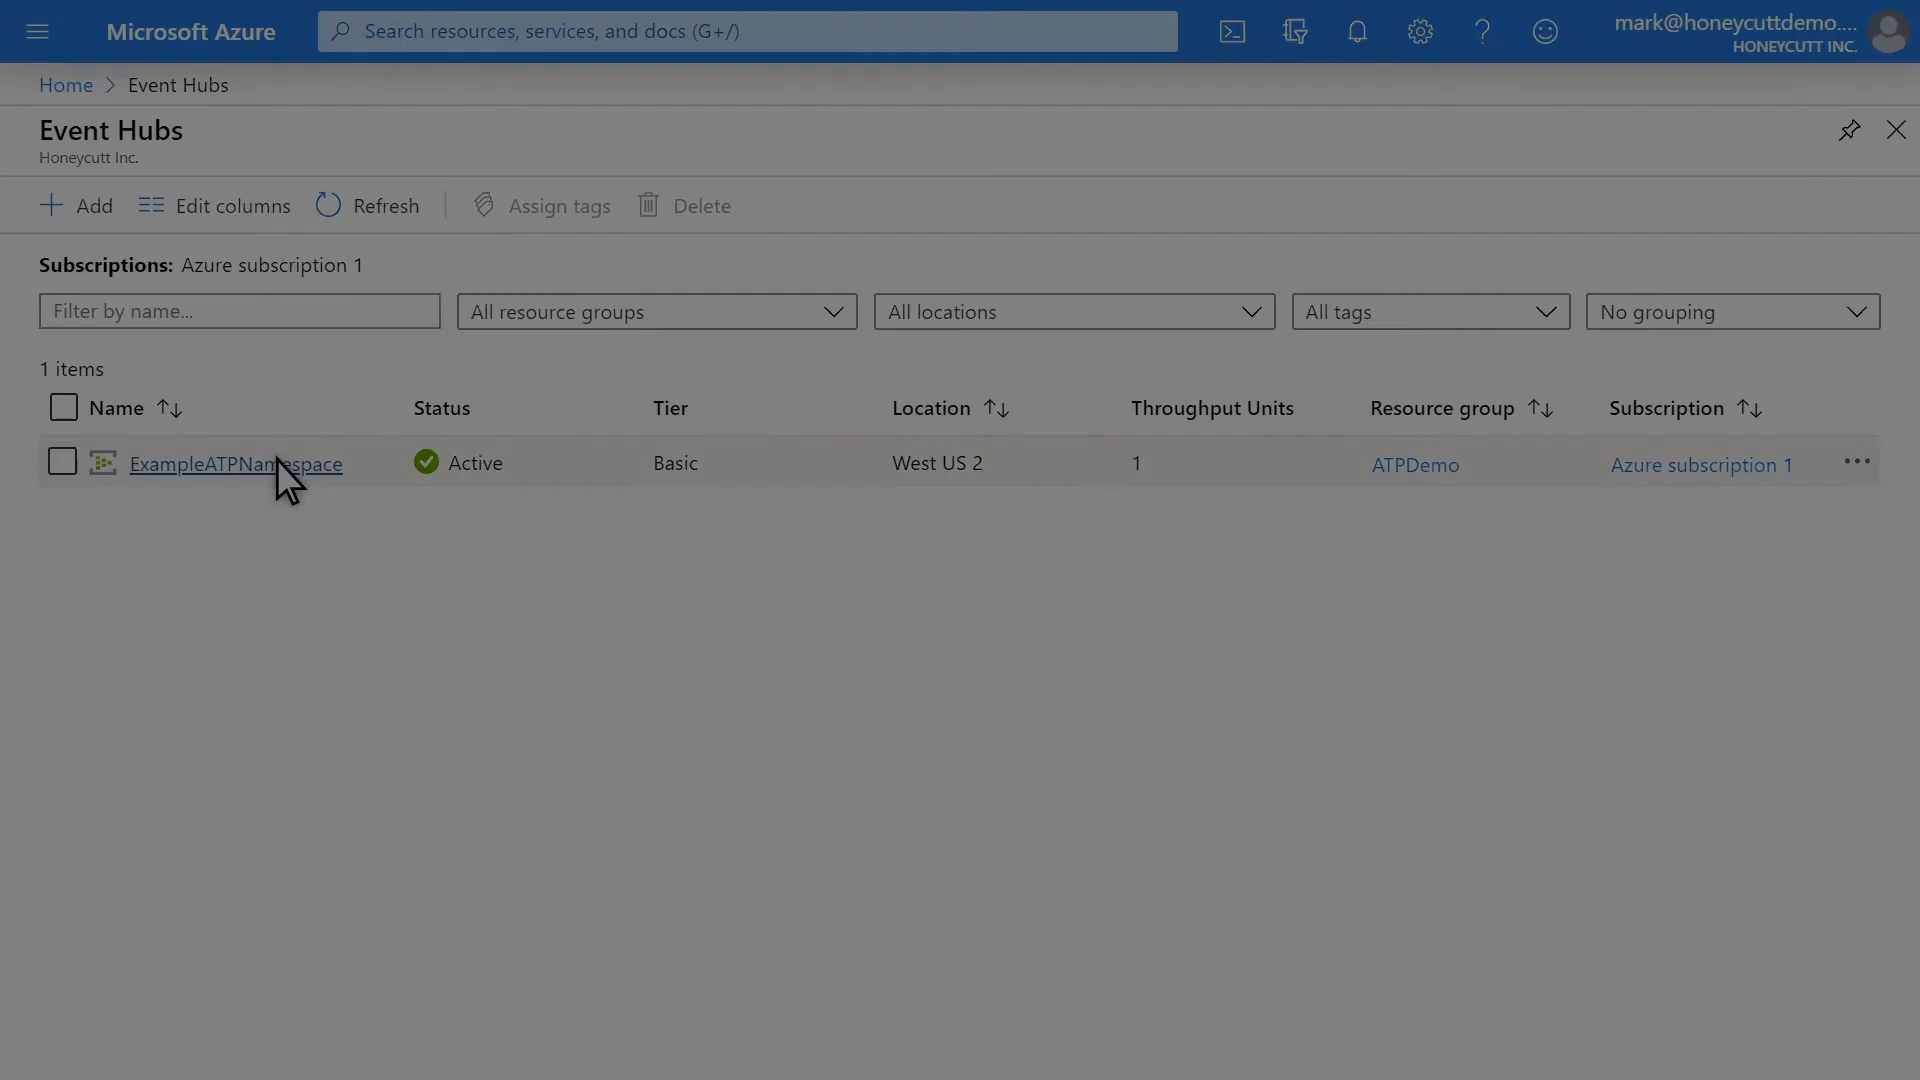 Microsoft Azure
Search resources, services, and docs (G+/)
mark@honeycuttdemo....
HONEYCUTT INC.
Home > Event Hubs
Event Hubs
Honeycutt Inc.
Add Edit columns Refresh Assign tags Delete
Subscriptions: Azure subscription 1
Filter by name... All resource groups All locations All tags No grouping
1 items
Name Status Tier Location Throughput Units Resource group Subscription
ExampleATPNamespace Active Basic West US 2 1 ATPDemo Azure subscription 1 ...